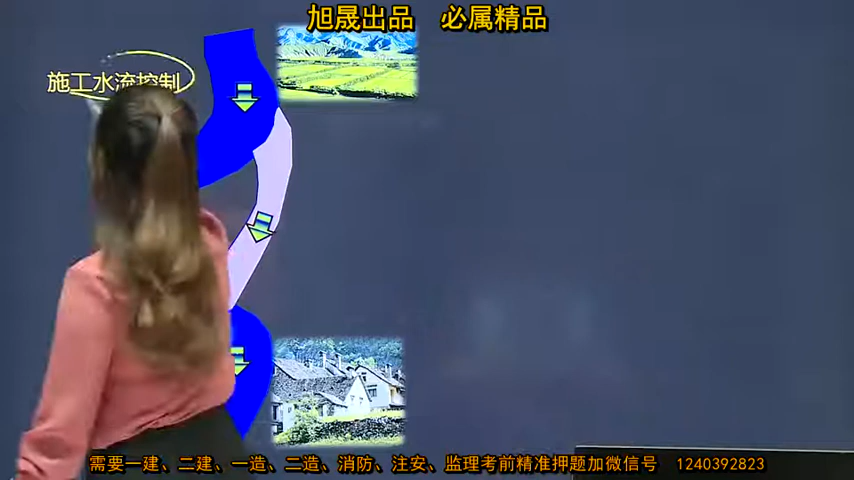 旭晟出品 必属精品
施工水流控制
需要一建、二建、一造、二造、消防、注安、监理考前精准押题加微信号 1240392823